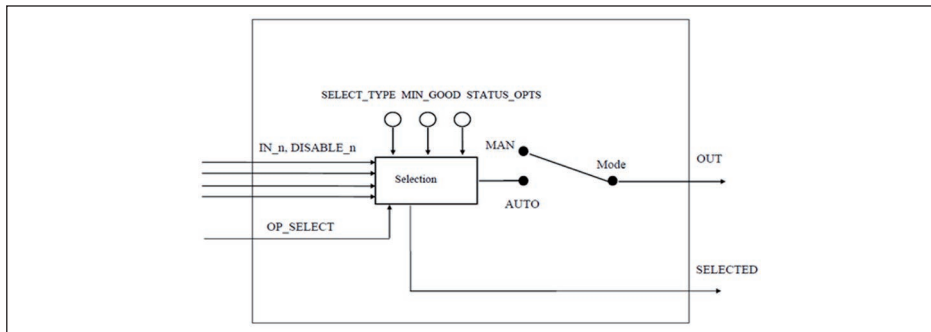 SELECT_TYPE MIN_GOOD STATUS_OPTS
IN_n, DISABLE_n
MAN
Mode
OUT
Selection
AUTO
OP_SELECT
SELECTED